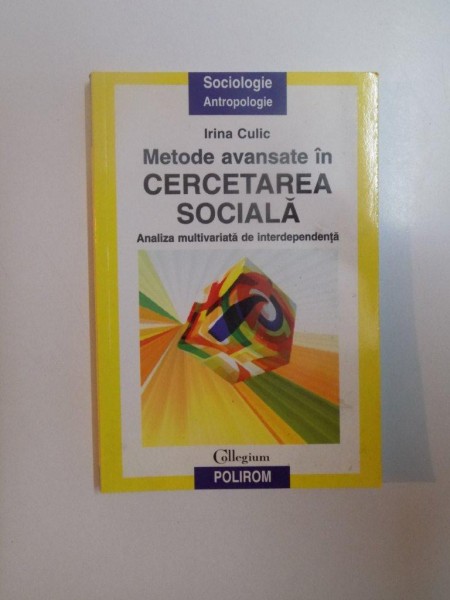 Sociologie
Antropologie
Irina Culic
Metode avansate în
CERCETAREA
SOCIALĂ
Analiza multivariată de interdependență
Collegium
POLIROM